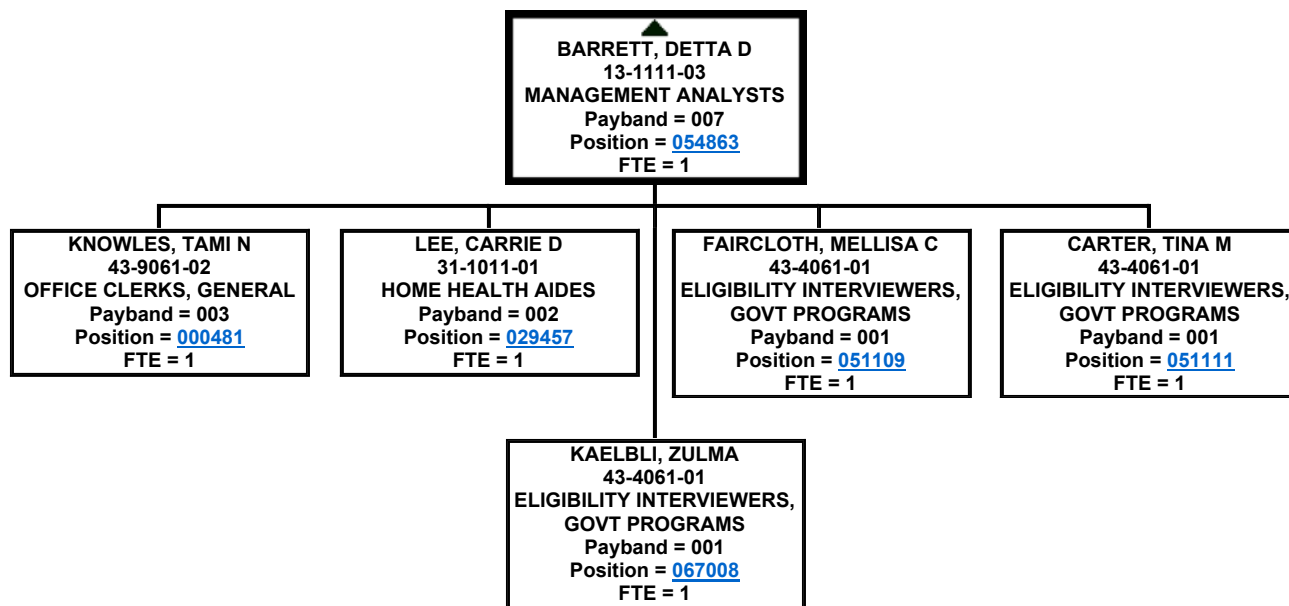 BARRETT, DETTA D
13-1111-03
MANAGEMENT ANALYSTS
Payband = 007
Position = 054863
FTE = 1
KNOWLES, TAMI N
43-9061-02
OFFICE CLERKS, GENERAL
Payband = 003
Position = 000481
FTE = 1
LEE, CARRIE D
31-1011-01
HOME HEALTH AIDES
Payband = 002
Position = 029457
FTE = 1
FAIRCLOTH, MELLISA C
43-4061-01
ELIGIBILITY INTERVIEWERS,
GOVT PROGRAMS
Payband = 001
Position = 051109
FTE = 1
CARTER, TINA M
43-4061-01
ELIGIBILITY INTERVIEWERS,
GOVT PROGRAMS
Payband = 001
Position = 051111
FTE = 1
KAELBLI, ZULMA
43-4061-01
ELIGIBILITY INTERVIEWERS,
GOVT PROGRAMS
Payband = 001
Position = 067008
FTE = 1